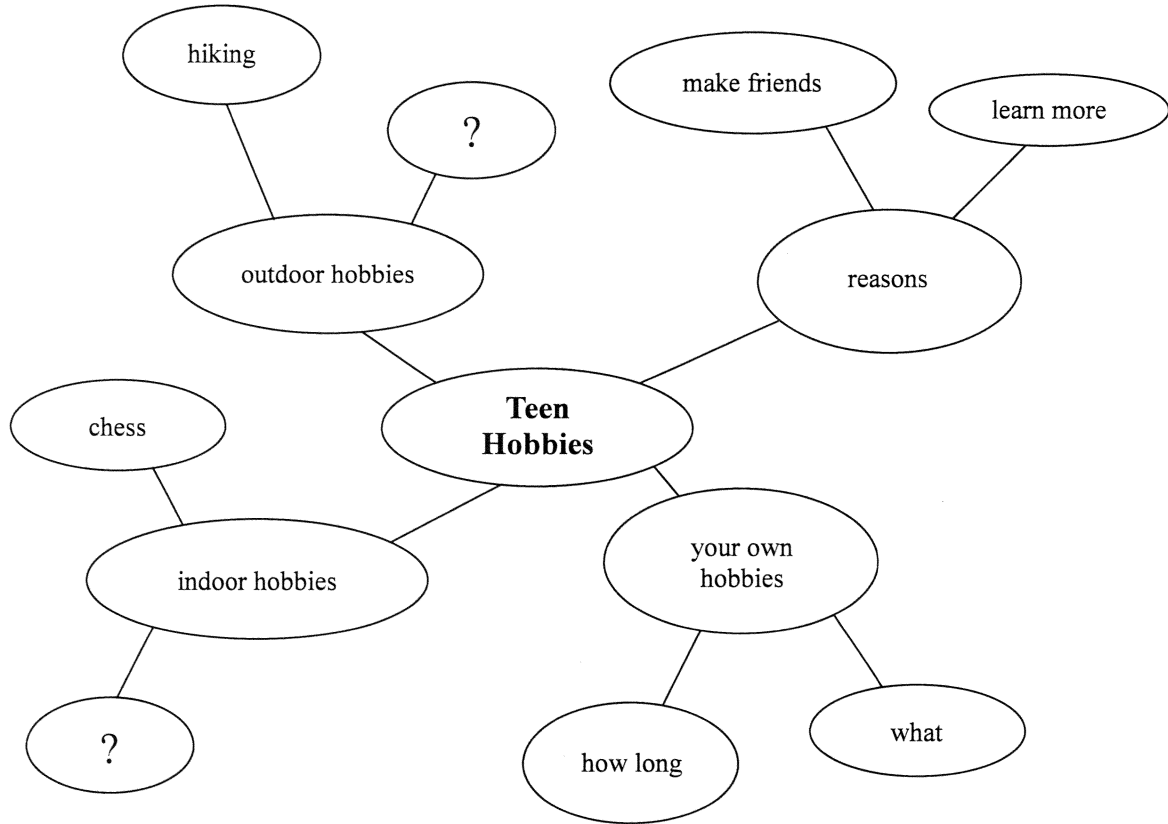 hiking
make friends
learn more
?
outdoor hobbies
reasons
Teen
Hobbies
chess
your own
hobbies
indoor hobbies
how long
what
?